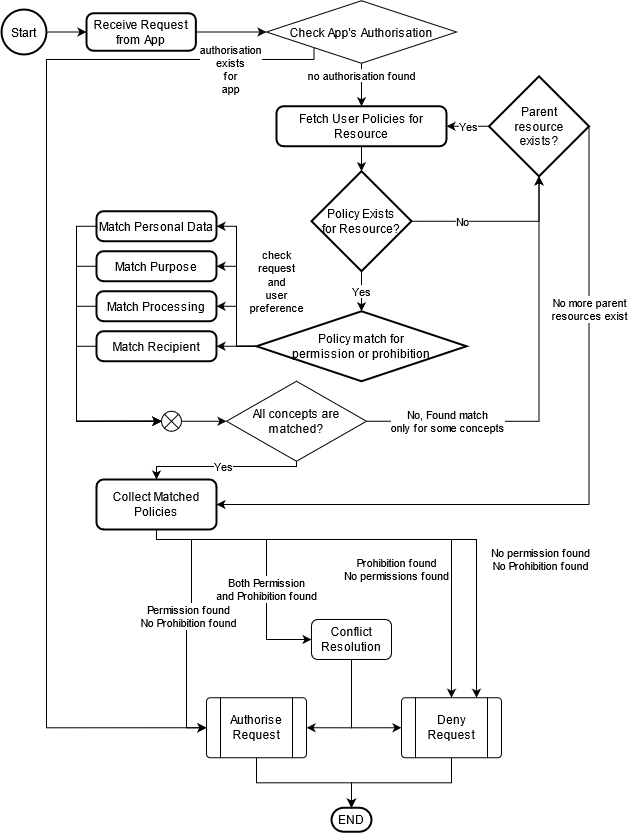 Start
Receive Request
from App
Check App's Authorisation
authorisation
exists
for
app
no authorisation found
Fetch User Policies for
Resource
Yes
Parent
resource
exists?
Policy Exists
for Resource?
No
Yes
No more parent
resources exist
Match Personal Data
Match Purpose
Match Processing
Match Recipient
check
request
and
user
preference
Policy match for
permission or prohibition
All concepts are
matched?
No, Found match
only for some concepts
Yes
Collect Matched
Policies
Permission found
No Prohibition found
Both Permission
and Prohibition found
Prohibition found
No permissions found
No permission found
No Prohibition found
Conflict
Resolution
Authorise
Request
Deny
Request
END